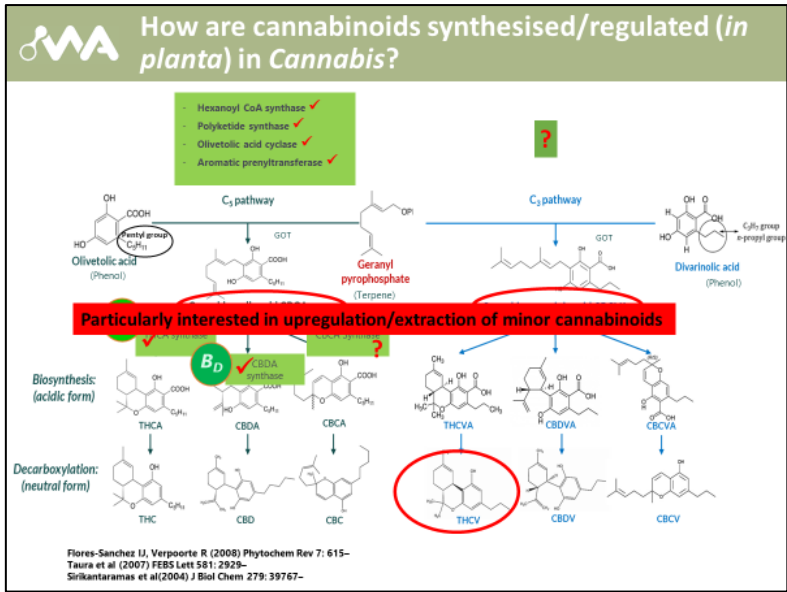 How are cannabinoids synthesised/regulated (in
planta) in Cannabis?
- Hexanoyl CoA synthase ✓
- Polyketide synthase ✓
- Olivetolic acid cyclase ✓
- Aromatic prenyltransferase ✓
?
C5 pathway
C3 pathway
OH
COOH
HO
Pentyl group
C5H11
Olivetolic acid
(Phenol)
GOT
Geranyl
pyrophosphate
(Terpene)
GOT
C3H7 group
n-propyl group
Divarinolic acid
(Phenol)
Particularly interested in upregulation/extraction of minor cannabinoids
synthase
CBCA Synthase
?
BD
CBDA
synthase
Biosynthesis:
(acidic form)
THCA
CBDA
CBCA
THCVA
CBDVA
CBCVA
Decarboxylation:
(neutral form)
THC
CBD
CBC
THCV
CBDV
CBCV
Flores-Sanchez IJ, Verpoorte R (2008) Phytochem Rev 7: 615–
Taura et al (2007) FEBS Lett 581: 2929–
Sirikantaramas et al(2004) J Biol Chem 279: 39767–